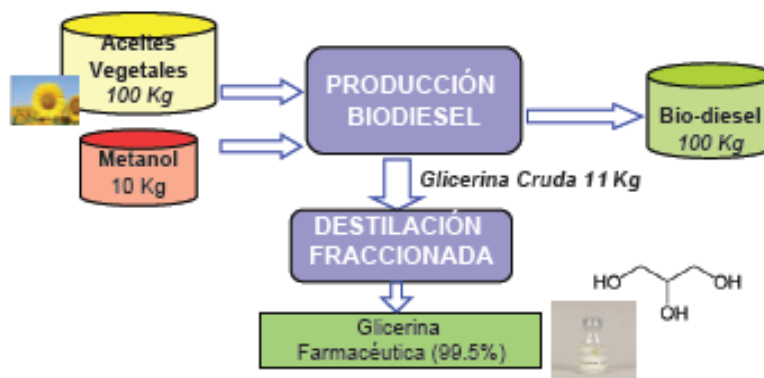 Aceites
Vegetales
100 Kg
Metanol
10 Kg
PRODUCCIÓN
BIODIESEL
Bio-diesel
100 Kg
Glicerina Cruda 11 Kg
DESTILACIÓN
FRACCIONADA
Glicerina
Farmacéutica (99.5%)
HO
OH
OH